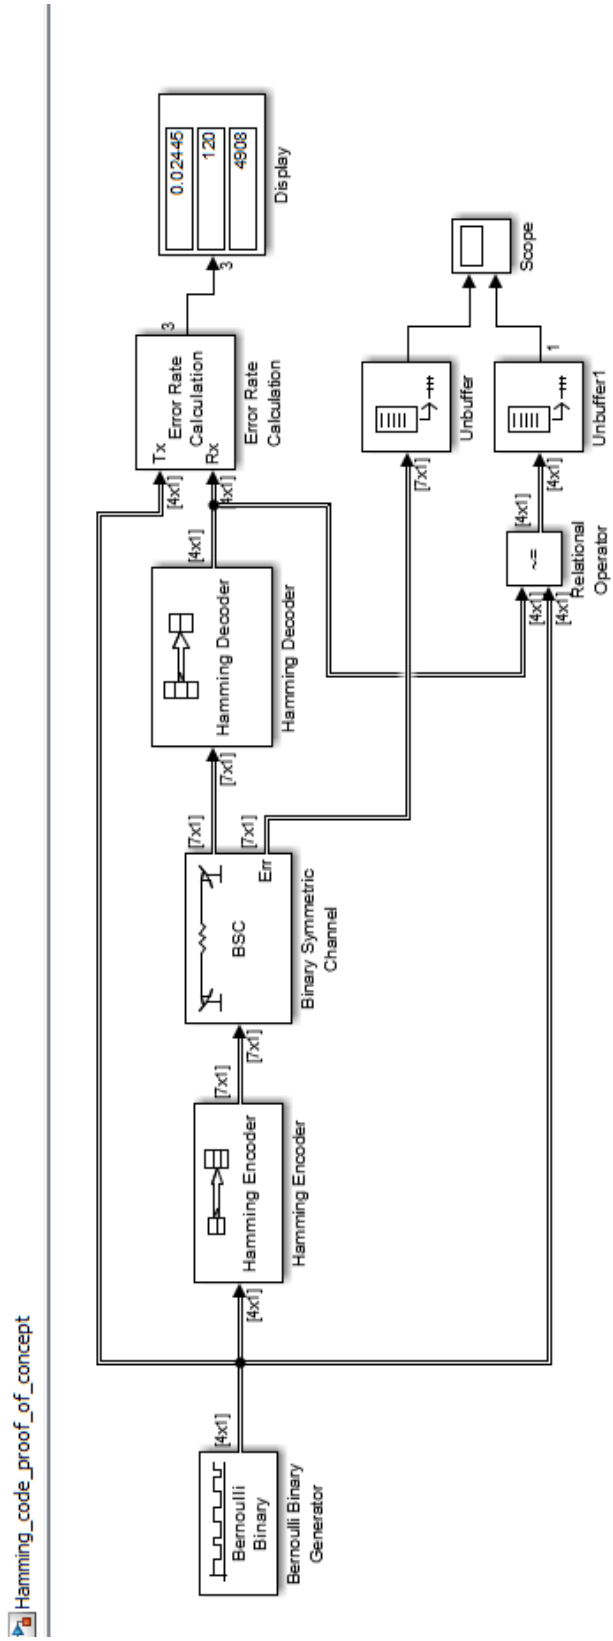 Hamming_code_proof_of_concept
Bernoulli
Binary
Bernoulli Binary
Generator
[4x1]
[4x1]
Hamming Encoder
Hamming Encoder
[7x1]
[7x1]
BSC
Err
Binary Symmetric
Channel
[7x1]
[7x1]
[7x1]
Hamming Decoder
Hamming Decoder
[4x1]
[4x1]
[4x1]
Tx
Rx
Error Rate
Calculation
Error Rate
Calculation
3
3
0.02445
120
4908
Display
[7x1]
Unbuffer
[4x1]
[4x1]
~=
Relational
Operator
[4x1]
[4x1]
Unbuffer1
1
Scope